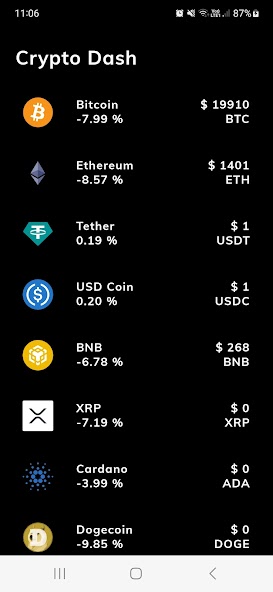 11:06 87%
Crypto Dash
Bitcoin $ 19910
-7.99 % BTC
Ethereum $ 1401
-8.57 % ETH
Tether $ 1
0.19 % USDT
USD Coin $ 1
0.20 % USDC
BNB $ 268
-6.78 % BNB
XRP $ 0
-7.19 % XRP
Cardano $ 0
-3.99 % ADA
Dogecoin $ 0
-9.85 % DOGE